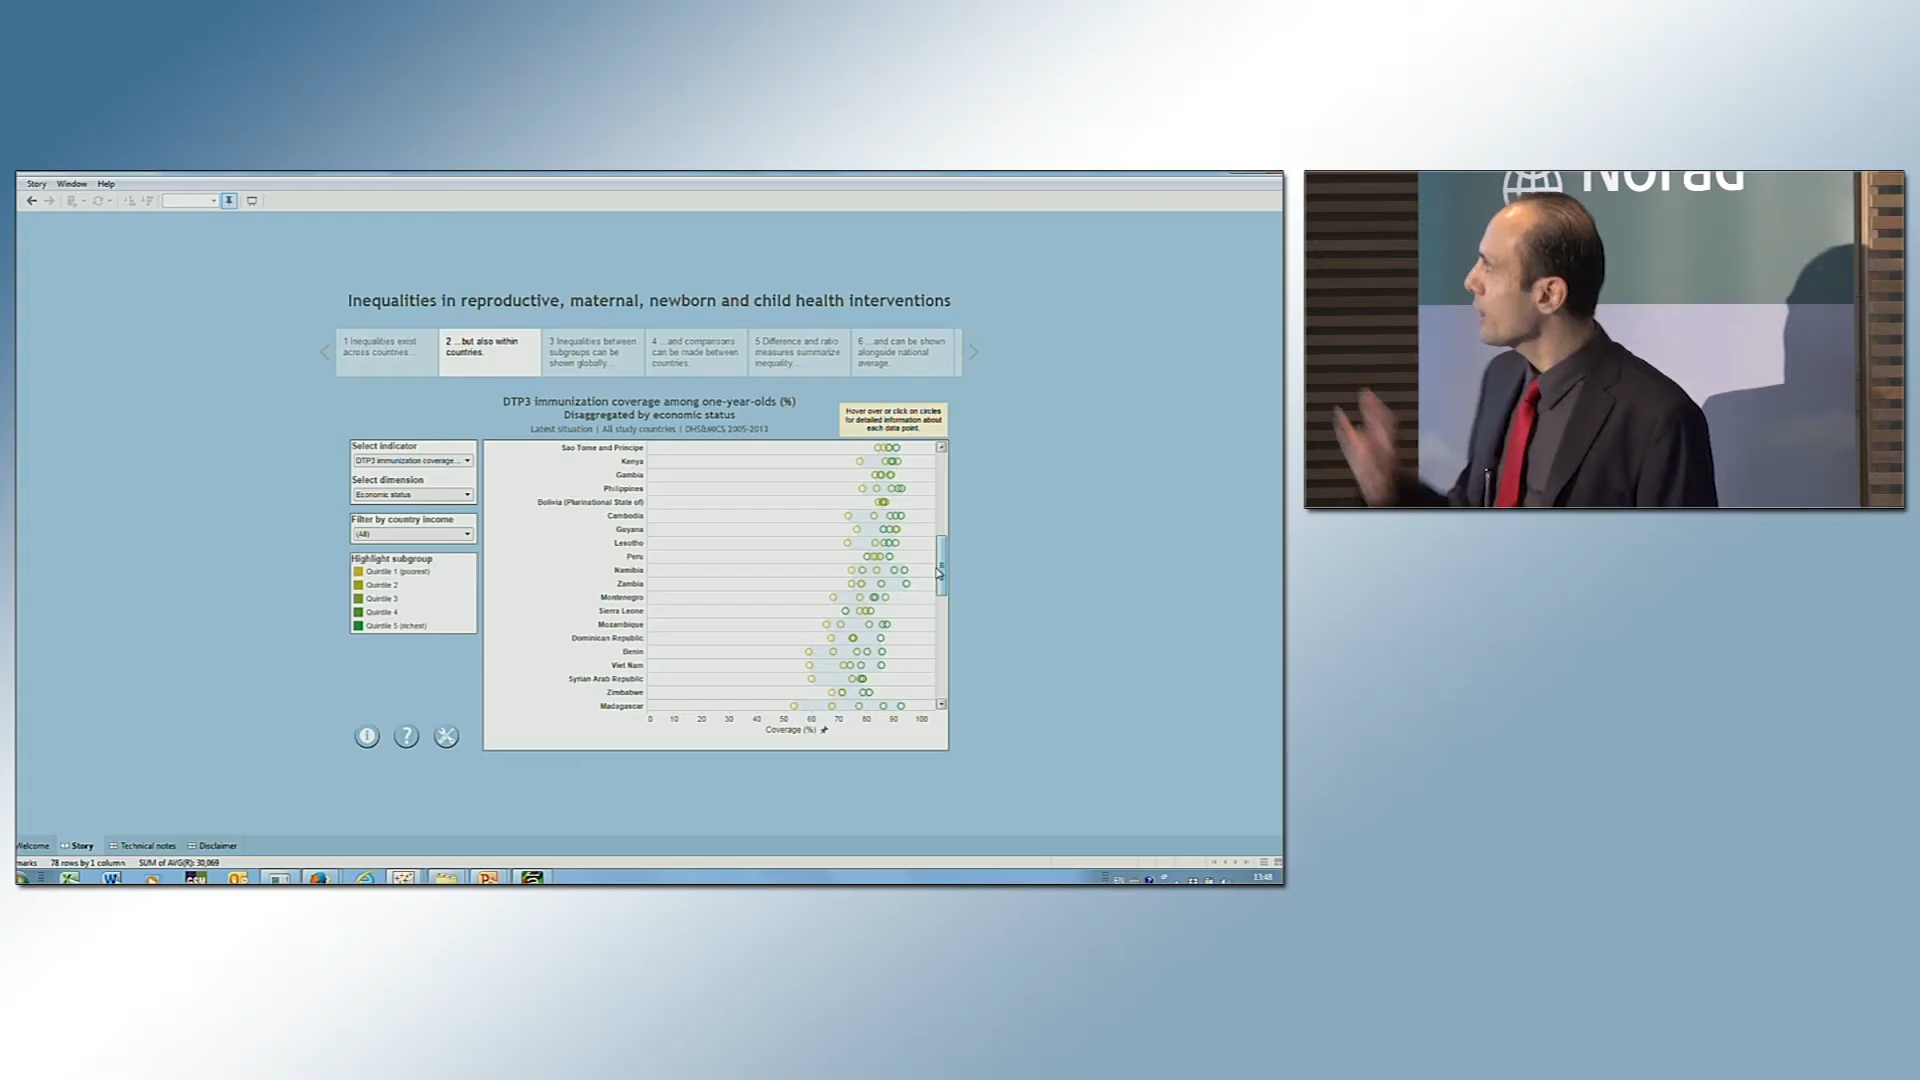 Story Window Help
Inequalities in reproductive, maternal, newborn and child health interventions
1 Inequalities exist across countries...
2 ...but also within countries.
3 Inequalities between subgroups can be shown globally...
4 ...and comparisons can be made between countries.
5 Difference and ratio measures summarize inequality...
6 ...and can be shown alongside national average.
DTP3 immunization coverage among one-year-olds (%)
Disaggregated by economic status
Latest situation | All study countries | DHS&MICS 2005-2013
Hover over or click on circles
for detailed information about
each data point.
Select indicator
DTP3 immunization coverage...
Select dimension
Economic status
Filter by country income
(All)
Highlight subgroup
Quintile 1 (poorest)
Quintile 2
Quintile 3
Quintile 4
Quintile 5 (richest)
Sao Tome and Principe
Kenya
Gambia
Philippines
Bolivia (Plurinational State of)
Cambodia
Guyana
Lesotho
Peru
Namibia
Zambia
Montenegro
Sierra Leone
Mozambique
Dominican Republic
Benin
Viet Nam
Syrian Arab Republic
Zimbabwe
Madagascar
0 10 20 30 40 50 60 70 80 90 100
Coverage (%)
Welcome Story Technical notes Disclaimer
marks 78 rows by 1 column SUM of AVG(R): 30,069
EN
13:48
Norad